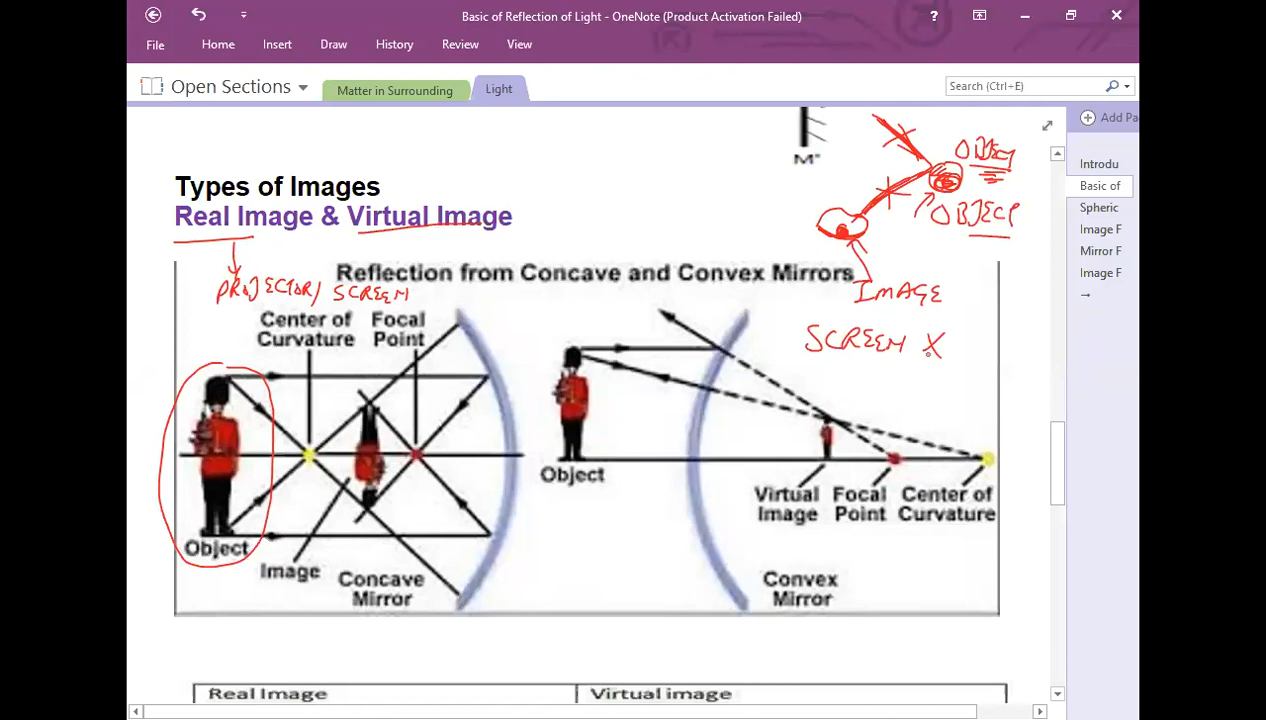 Basic of Reflection of Light - OneNote (Product Activation Failed)
?
File Home Insert Draw History Review View
Open Sections
Matter in Surrounding
Light
Search (Ctrl+E)
Add Pa
Introdu
Basic of
Spheric
Image F
Mirror F
Image F
OBJECT
M"
Types of Images
Real Image & Virtual Image
IMAGE
PROJECTOR/ SCREEN
Reflection from Concave and Convex Mirrors
SCREEN X
Center of
Curvature
Focal
Point
Object
Image
Concave
Mirror
Object
Virtual
Image
Focal
Point
Center of
Curvature
Convex
Mirror
Real Image
Virtual image